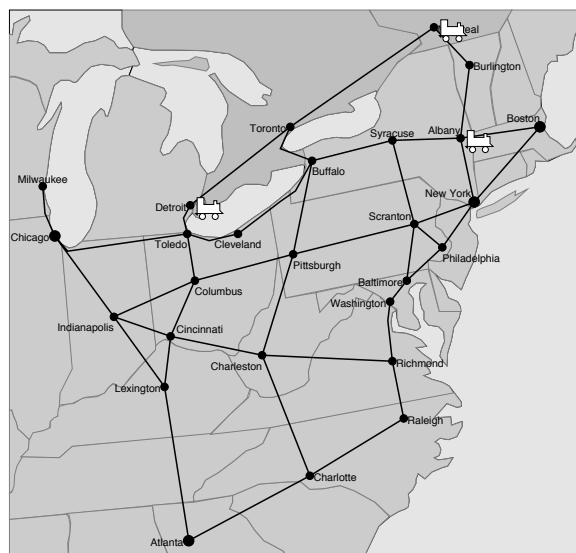 eal
Burlington
Toronto
Syracuse
Albany
Boston
Buffalo
Milwaukee
Detroit
New York
Scranton
Chicago
Toledo
Cleveland
Pittsburgh
Philadelphia
Columbus
Baltimore
Washington
Indianapolis
Cincinnati
Charleston
Richmond
Lexington
Raleigh
Charlotte
Atlanta